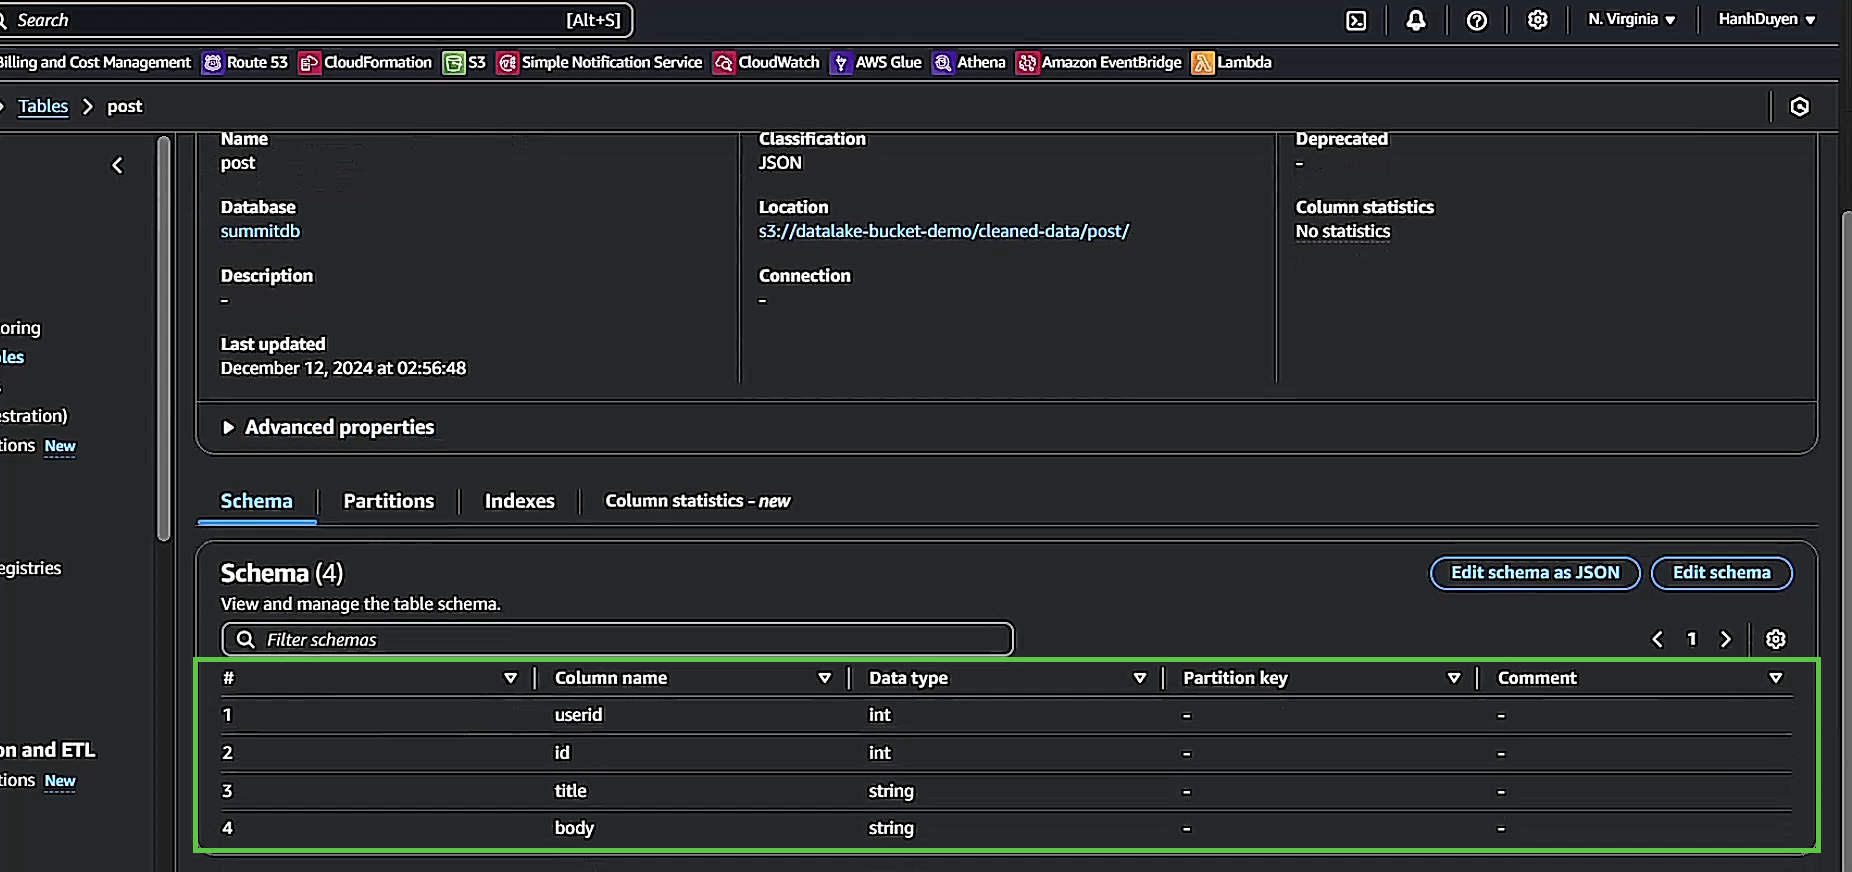 Search [Alt+S] N. Virginia HanhDuyen
Billing and Cost Management Route 53 CloudFormation S3 Simple Notification Service CloudWatch AWS Glue Athena Amazon EventBridge Lambda
Tables > post
Name
post
Classification
JSON
Deprecated
-
Database
summitdb
Location
s3://datalake-bucket-demo/cleaned-data/post/
Column statistics
No statistics
Description
-
Connection
-
Last updated
December 12, 2024 at 02:56:48
Advanced properties
oring
les
s
estration)
tions New
egistries
on and ETL
tions New
Schema Partitions Indexes Column statistics - new
Schema (4)
Edit schema as JSON Edit schema
View and manage the table schema.
Filter schemas
< 1 >
# Column name Data type Partition key Comment
1 userid int - -
2 id int - -
3 title string - -
4 body string - -